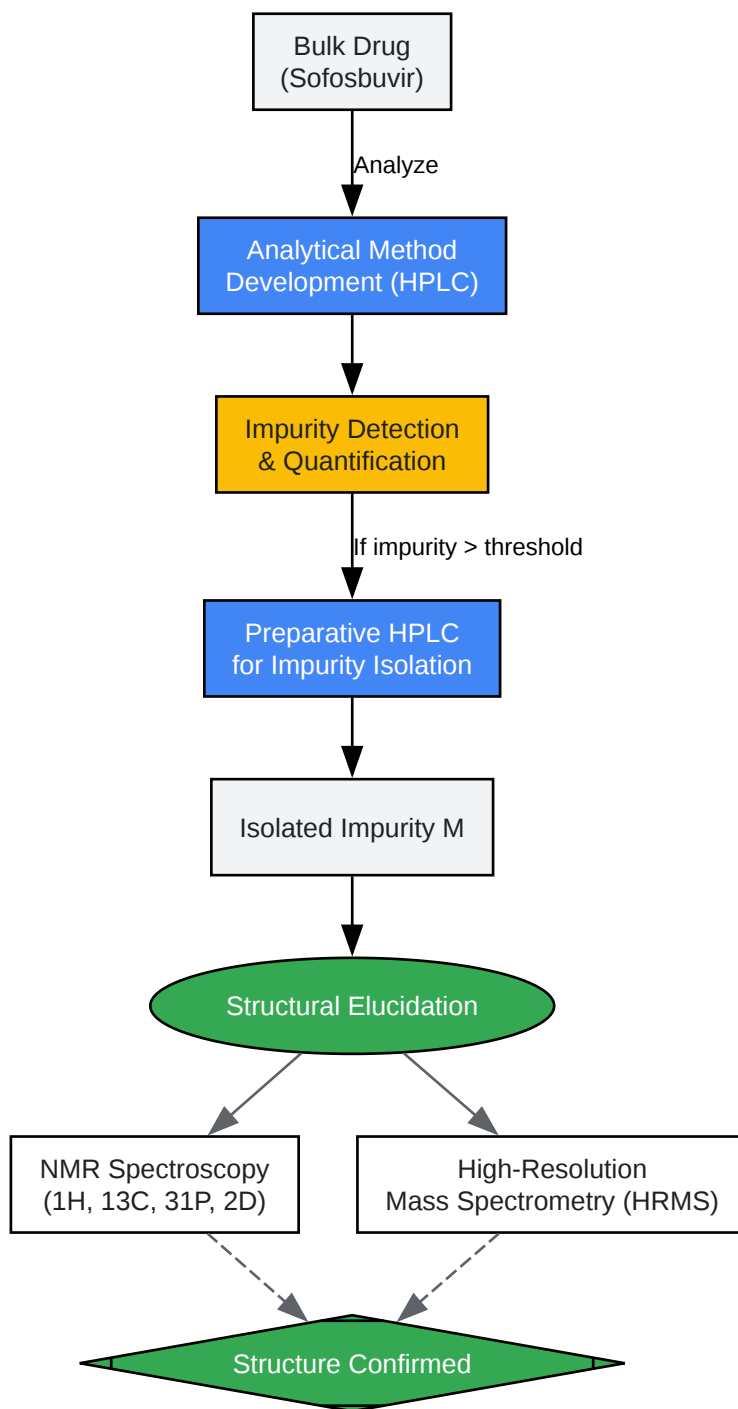 Bulk Drug
(Sofosbuvir)
Analyze
Analytical Method
Development (HPLC)
Impurity Detection
& Quantification
If impurity > threshold
Preparative HPLC
for Impurity Isolation
Isolated Impurity M
Structural Elucidation
NMR Spectroscopy
(1H, 13C, 31P, 2D)
High-Resolution
Mass Spectrometry (HRMS)
Structure Confirmed